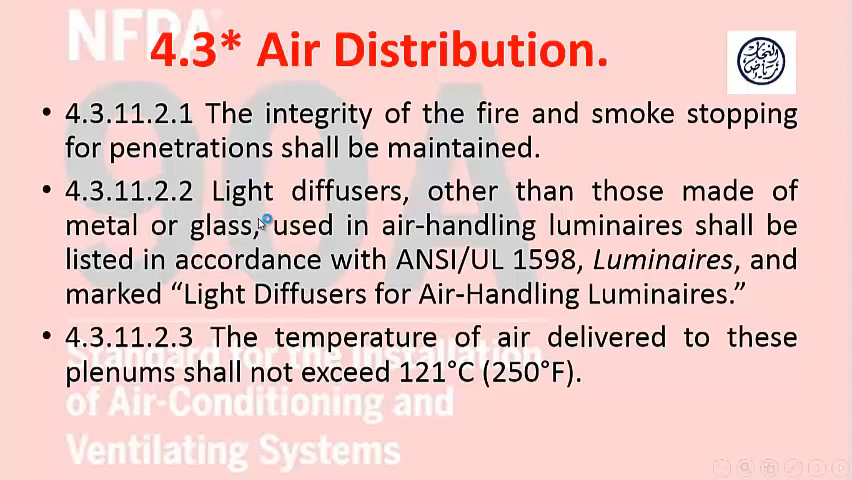 NFPA
4.3* Air Distribution.
• 4.3.11.2.1 The integrity of the fire and smoke stopping
for penetrations shall be maintained.
• 4.3.11.2.2 Light diffusers, other than those made of
metal or glass, used in air-handling luminaires shall be
listed in accordance with ANSI/UL 1598, Luminaires, and
marked “Light Diffusers for Air-Handling Luminaires.”
• 4.3.11.2.3 The temperature of air delivered to these
plenums shall not exceed 121°C (250°F).
90A
Standard for the Installation
of Air-Conditioning and
Ventilating Systems